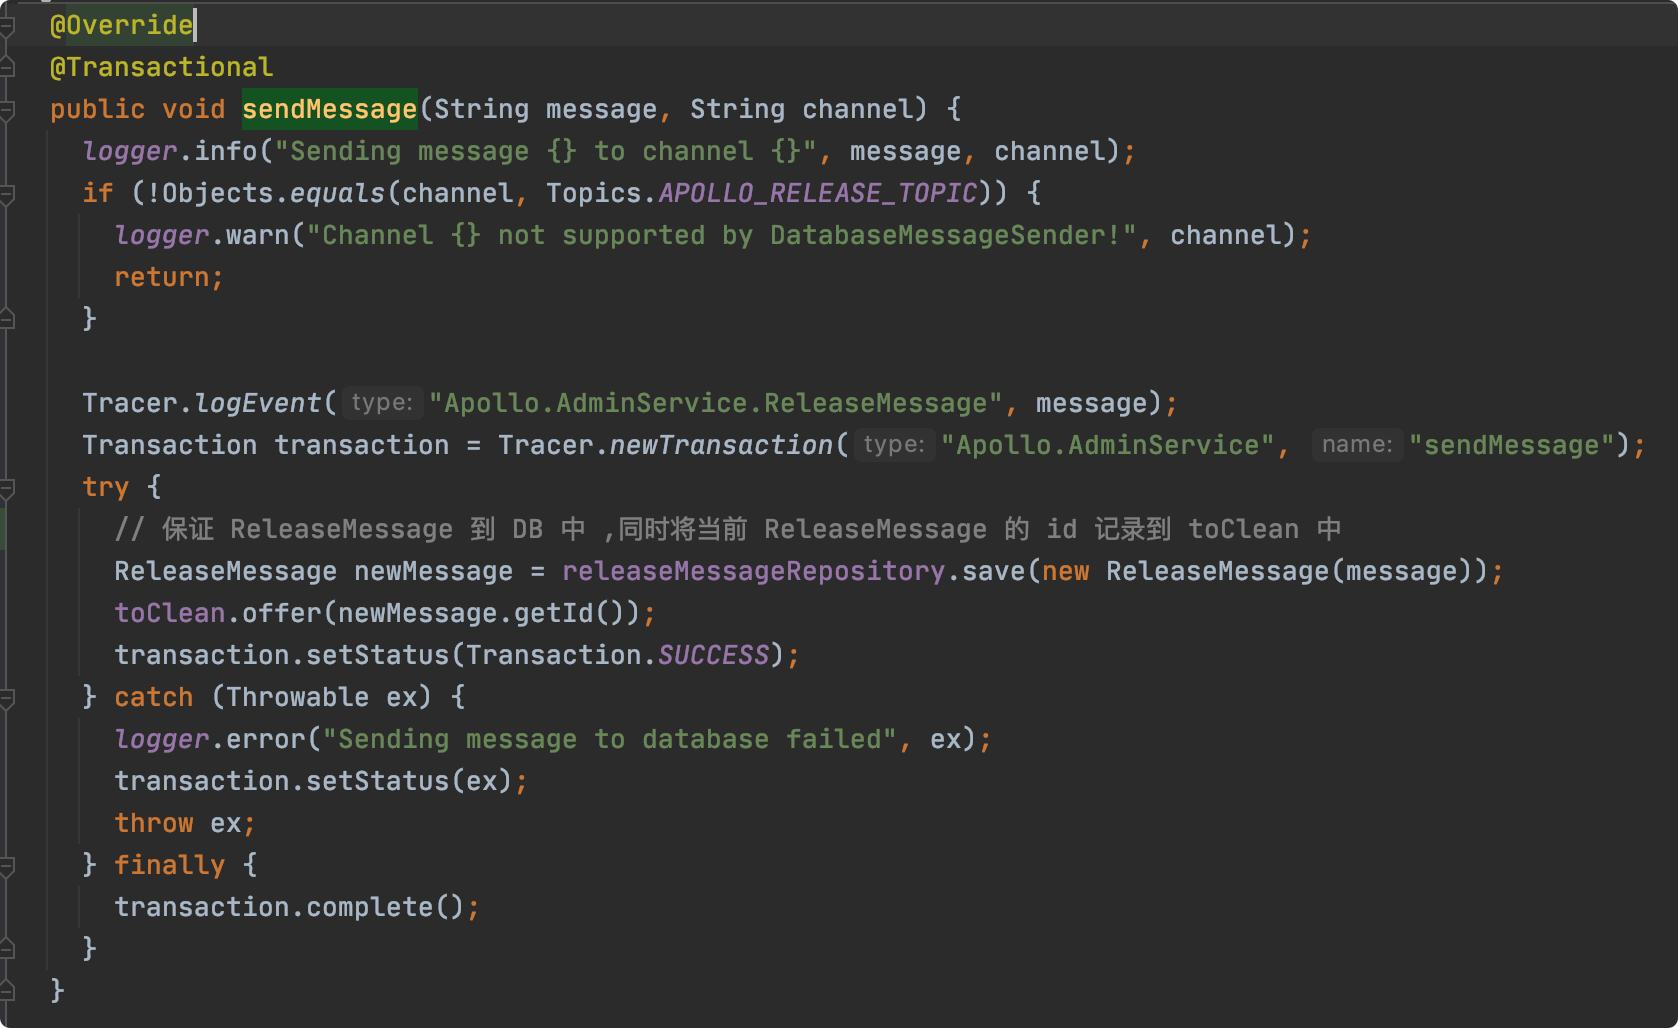 @Override
@Transactional
public void sendMessage(String message, String channel) {
logger.info("Sending message {} to channel {}", message, channel);
if (!Objects.equals(channel, Topics.APOLLO_RELEASE_TOPIC)) {
logger.warn("Channel {} not supported by DatabaseMessageSender!", channel);
return;
}
Tracer.logEvent( type: "Apollo.AdminService.ReleaseMessage", message);
Transaction transaction = Tracer.newTransaction( type: "Apollo.AdminService", name: "sendMessage");
try {
// 保证 ReleaseMessage 到 DB 中 ,同时将当前 ReleaseMessage 的 id 记录到 toClean 中
ReleaseMessage newMessage = releaseMessageRepository.save(new ReleaseMessage(message));
toClean.offer(newMessage.getId());
transaction.setStatus(Transaction.SUCCESS);
} catch (Throwable ex) {
logger.error("Sending message to database failed", ex);
transaction.setStatus(ex);
throw ex;
} finally {
transaction.complete();
}
}